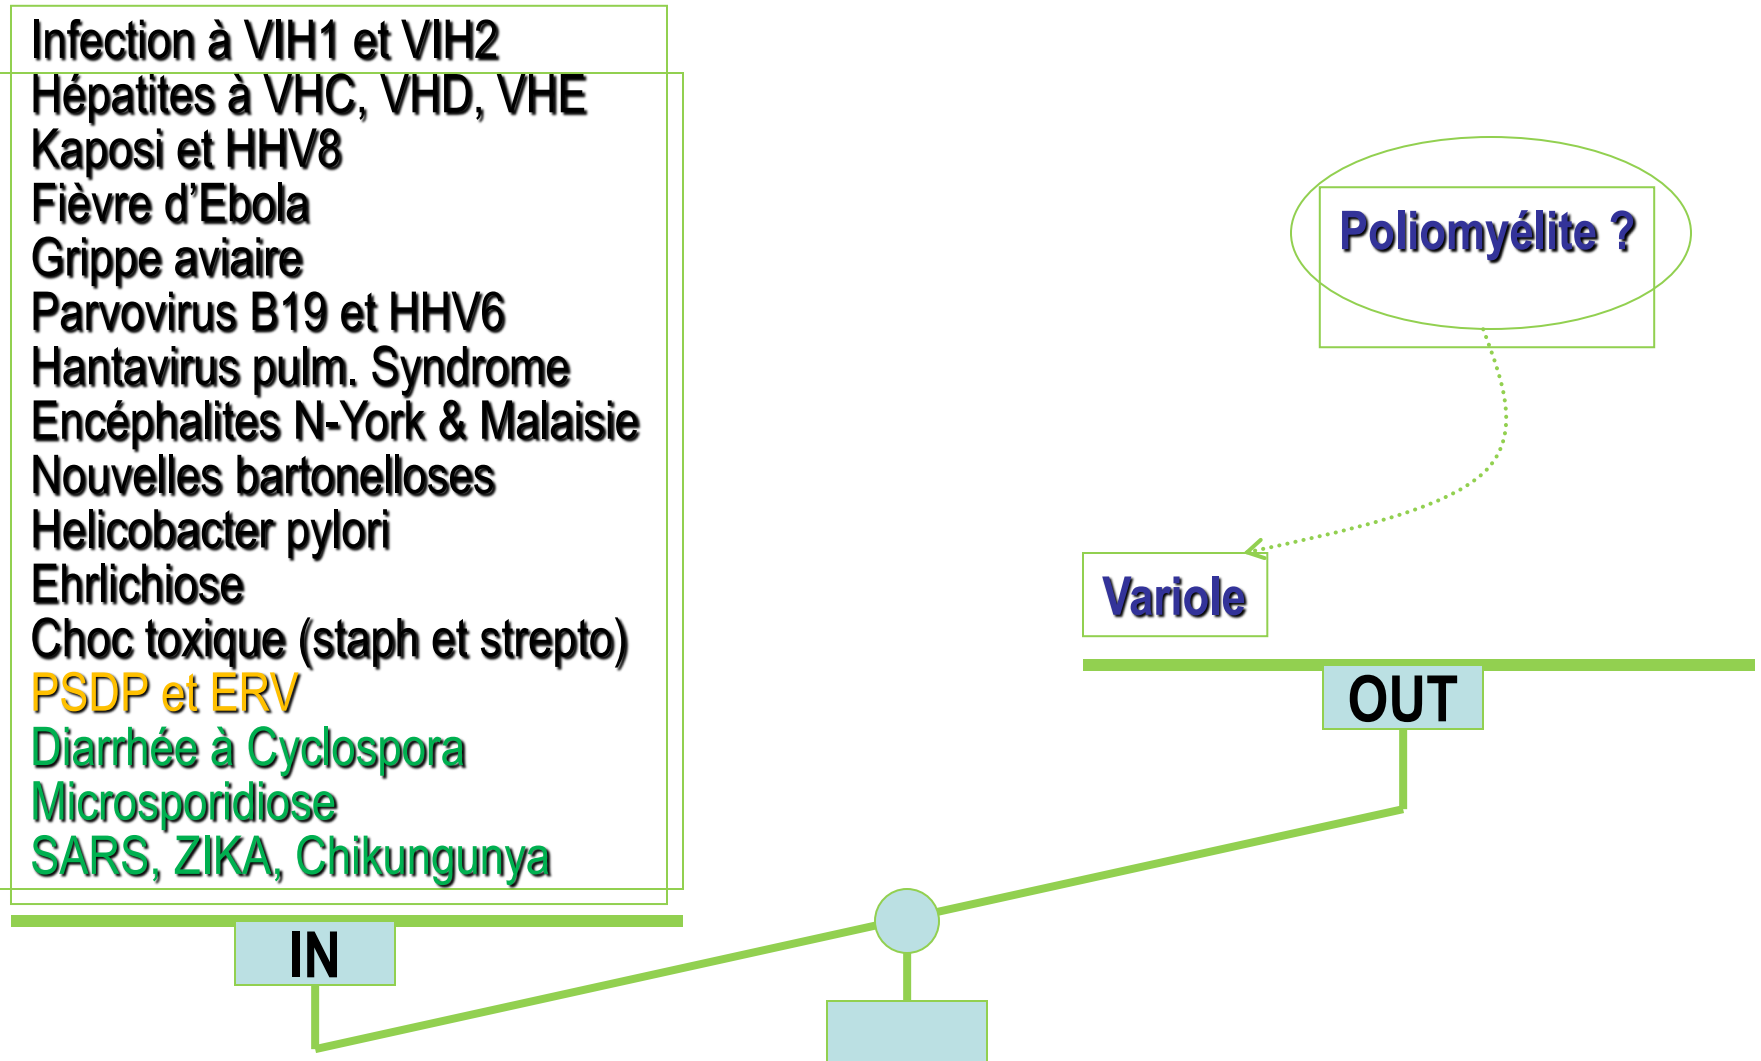 Infection à VIH1 et VIH2
Hépatites à VHC, VHD, VHE
Kaposi et HHV8
Fièvre d’Ebola
Grippe aviaire
Parvovirus B19 et HHV6
Hantavirus pulm. Syndrome
Encéphalites N-York & Malaisie
Nouvelles bartonelloses
Helicobacter pylori
Ehrlichiose
Choc toxique (staph et strepto)
PSDP et ERV
Diarrhée à Cyclospora
Microsporidiose
SARS, ZIKA, Chikungunya
IN
Poliomyélite ?
Variole
OUT